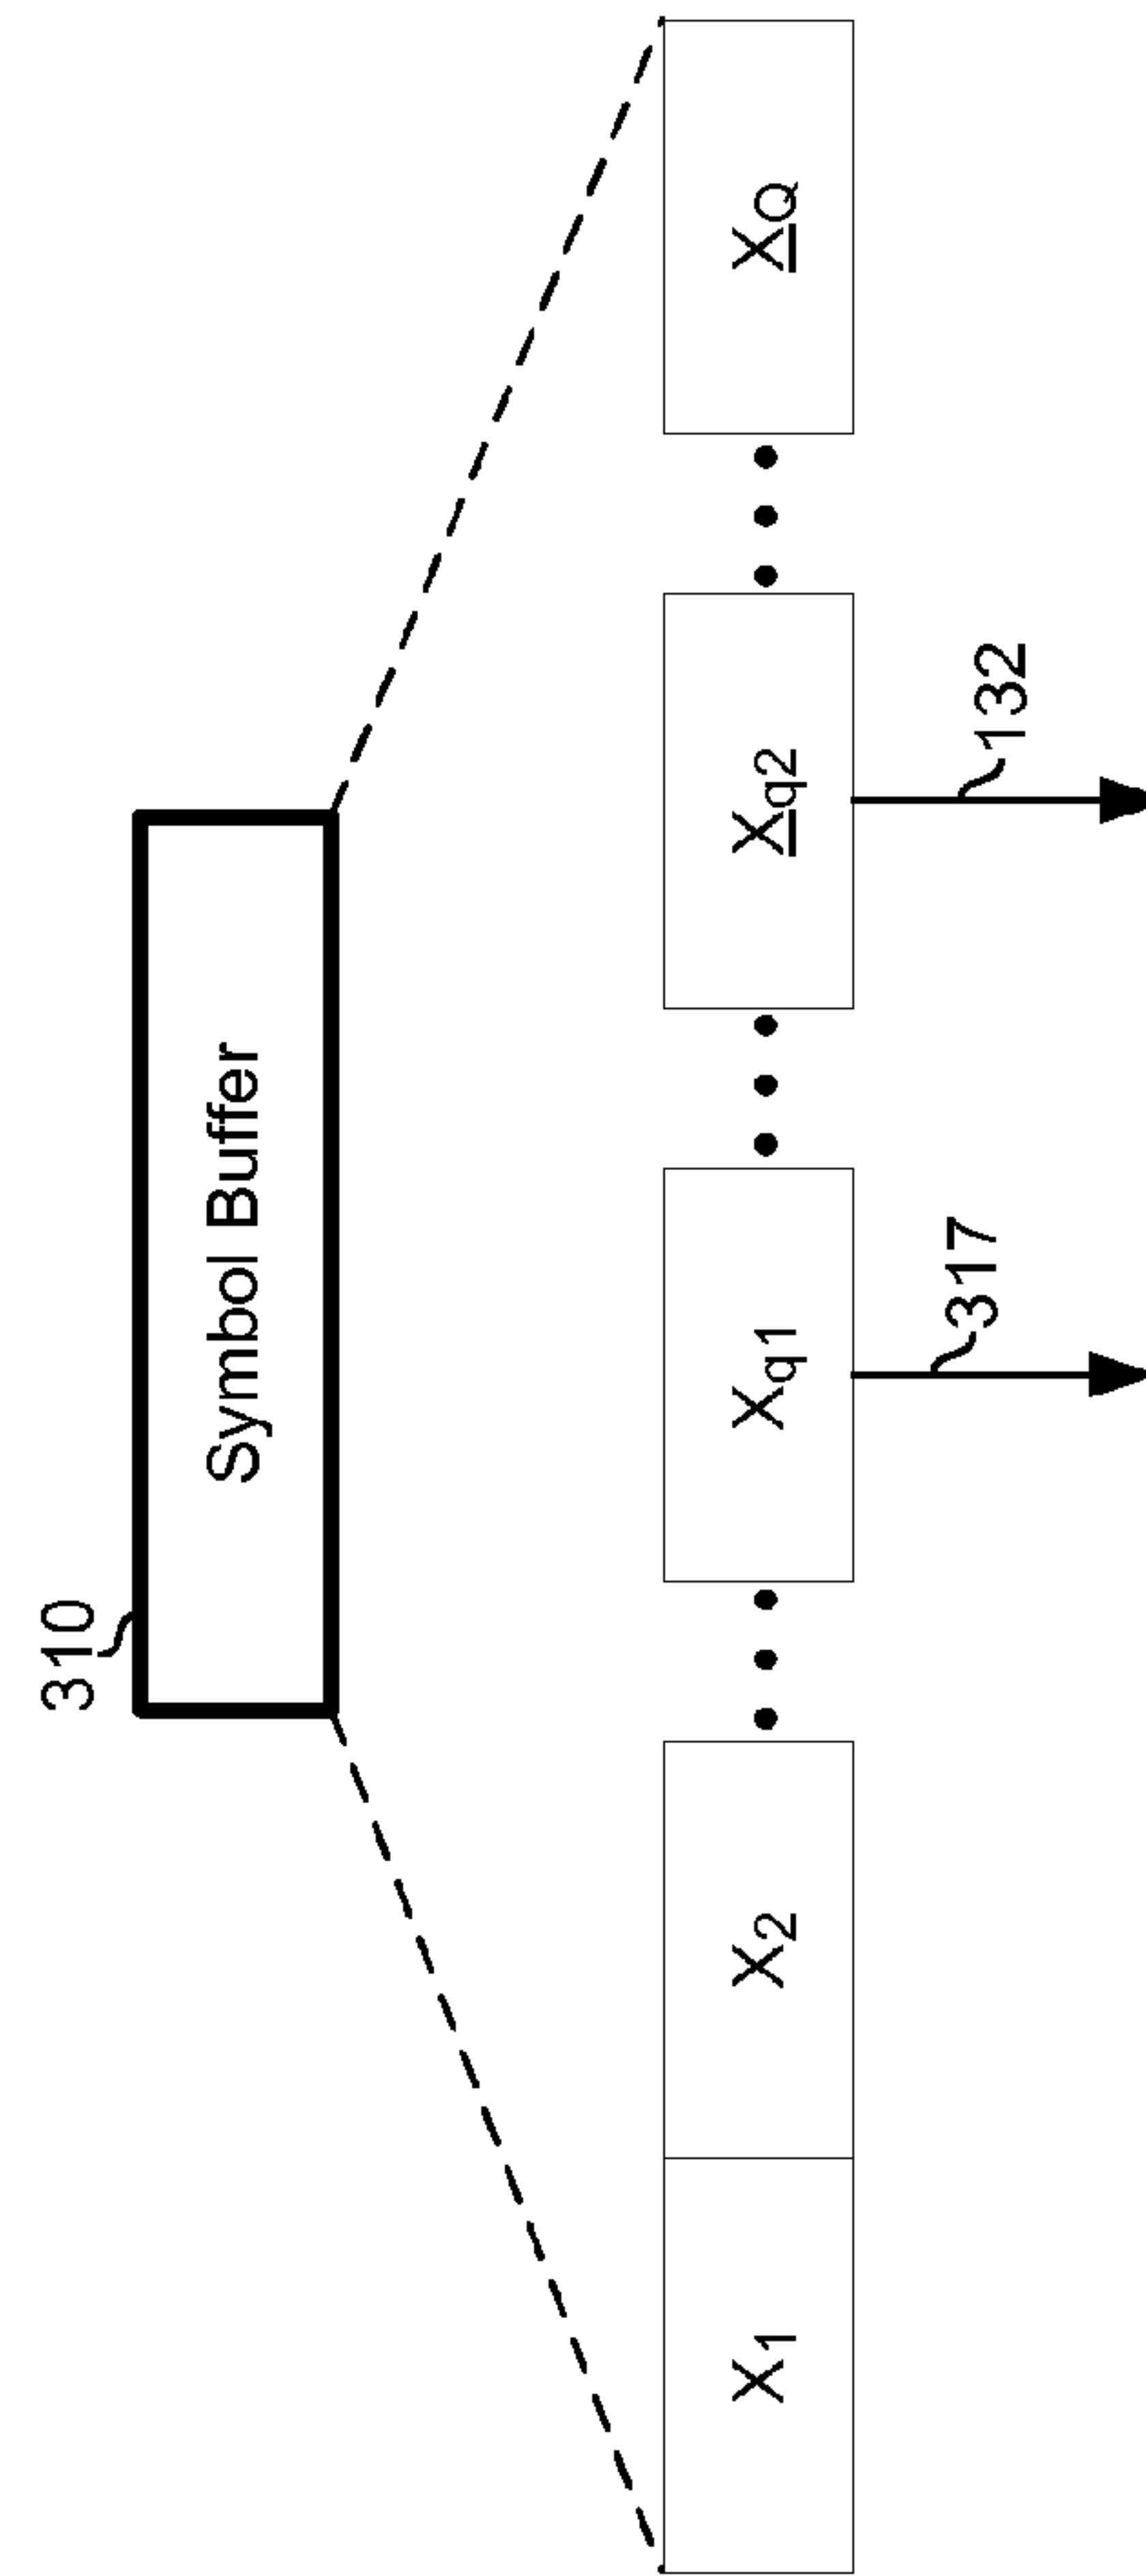 310
Symbol Buffer
X1 X2 • • • Xq1 • • • Xq2 • • • XQ
317 132